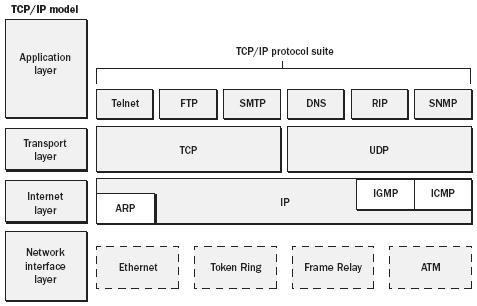 TCP/IP model
Application
layer
TCP/IP protocol suite
Telnet
FTP
SMTP
DNS
RIP
SNMP
Transport
layer
TCP
UDP
Internet
layer
ARP
IP
IGMP
ICMP
Network
interface
layer
Ethernet
Token Ring
Frame Relay
ATM